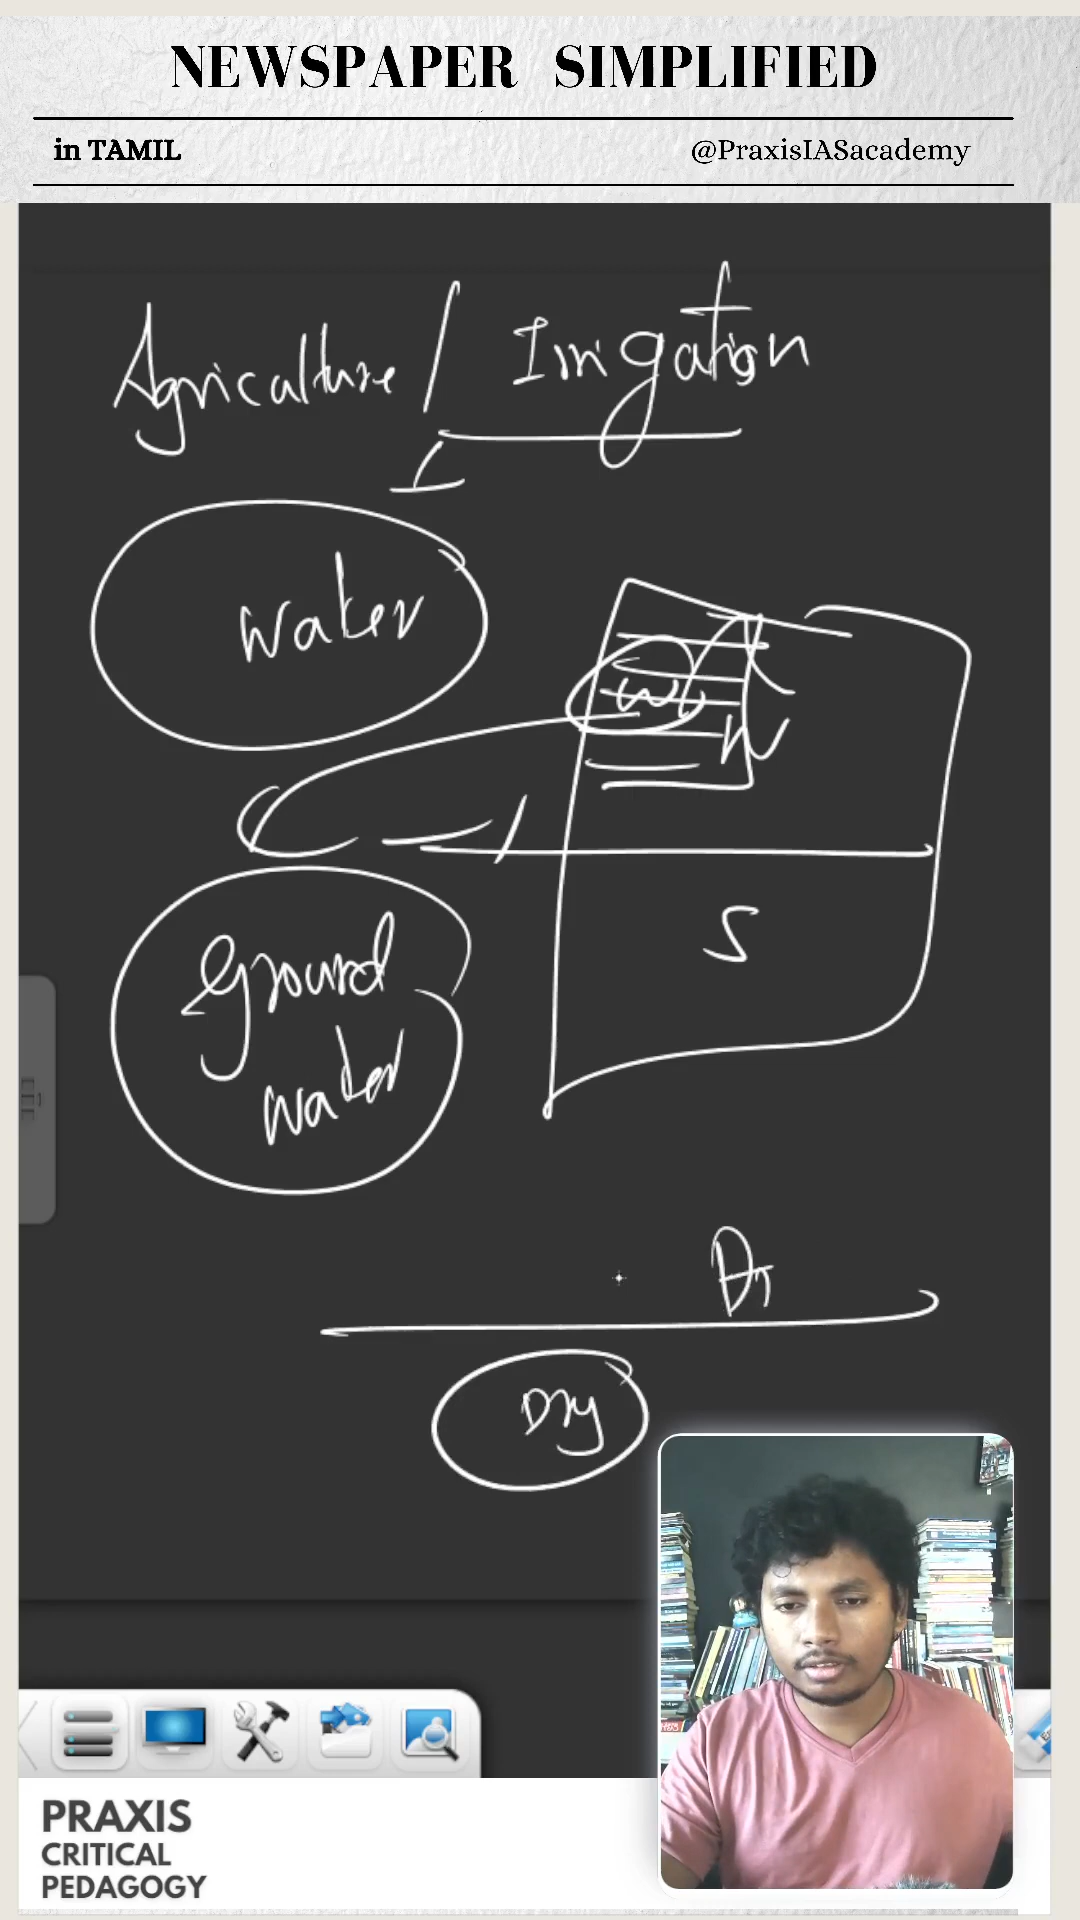 NEWSPAPER SIMPLIFIED
in TAMIL
@PraxisIASacademy
Agriculture / Irrigation
Water
W
S
Ground
water
Dry
PRAXIS
CRITICAL
PEDAGOGY